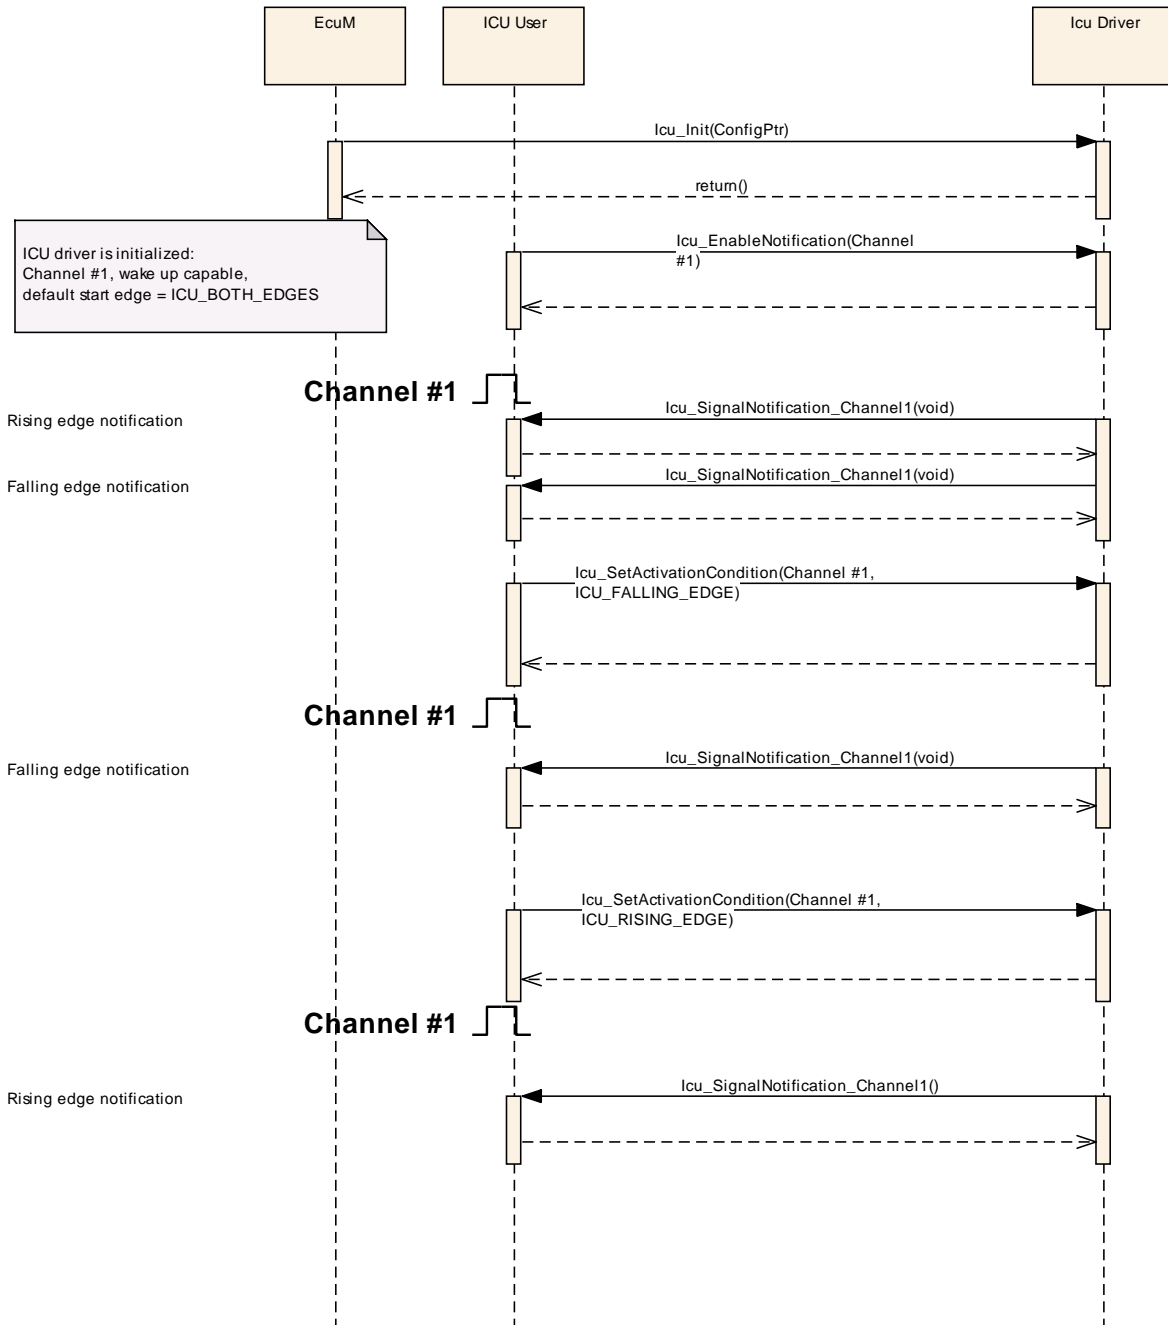 EcuM
ICU User
Icu Driver
Icu_Init(ConfigPtr)
return()
ICU driver is initialized:
Channel #1, wake up capable,
default start edge = ICU_BOTH_EDGES
Icu_EnableNotification(Channel
#1)
Channel #1
Icu_SignalNotification_Channel1(void)
Rising edge notification
Icu_SignalNotification_Channel1(void)
Falling edge notification
Icu_SetActivationCondition(Channel #1,
ICU_FALLING_EDGE)
Channel #1
Icu_SignalNotification_Channel1(void)
Falling edge notification
Icu_SetActivationCondition(Channel #1,
ICU_RISING_EDGE)
Channel #1
Icu_SignalNotification_Channel1()
Rising edge notification